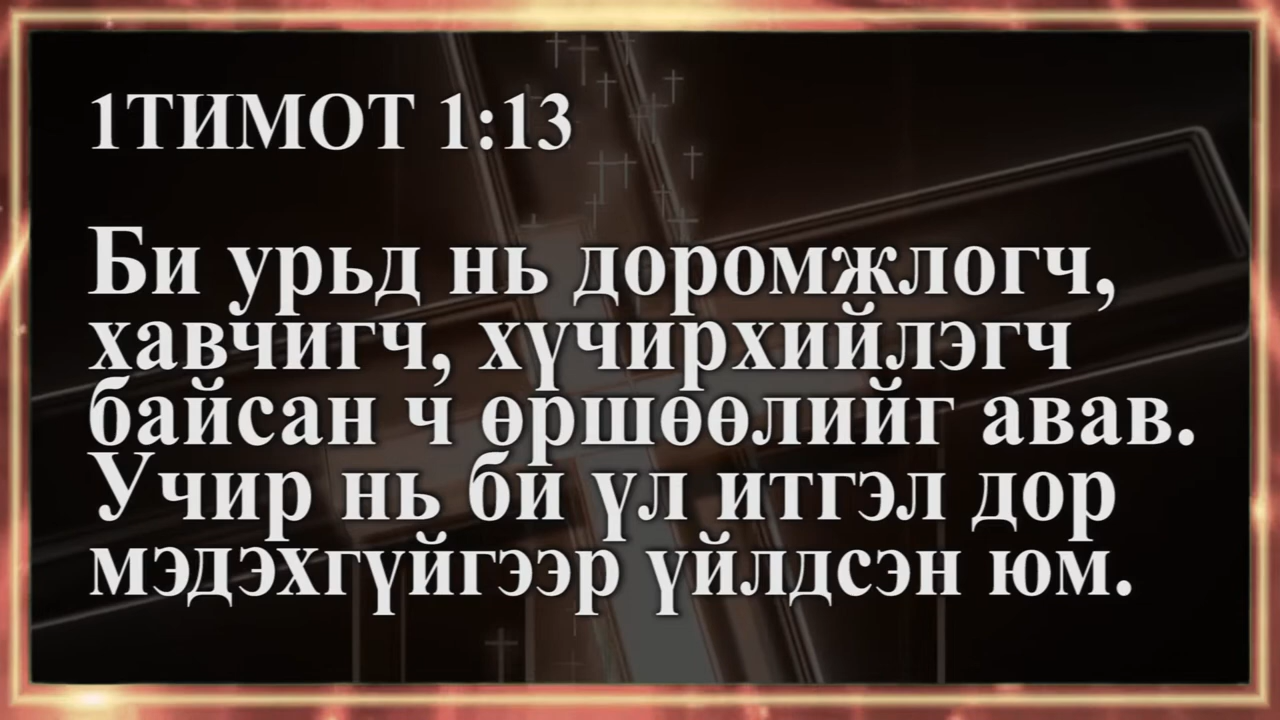 1ТИМОТ 1:13
Би урьд нь доромжлогч,
хавчигч, хүчирхийлэгч
байсан ч өршөөлийг авав.
Учир нь би үл итгэл дор
мэдэхгүйгээр үйлдсэн юм.